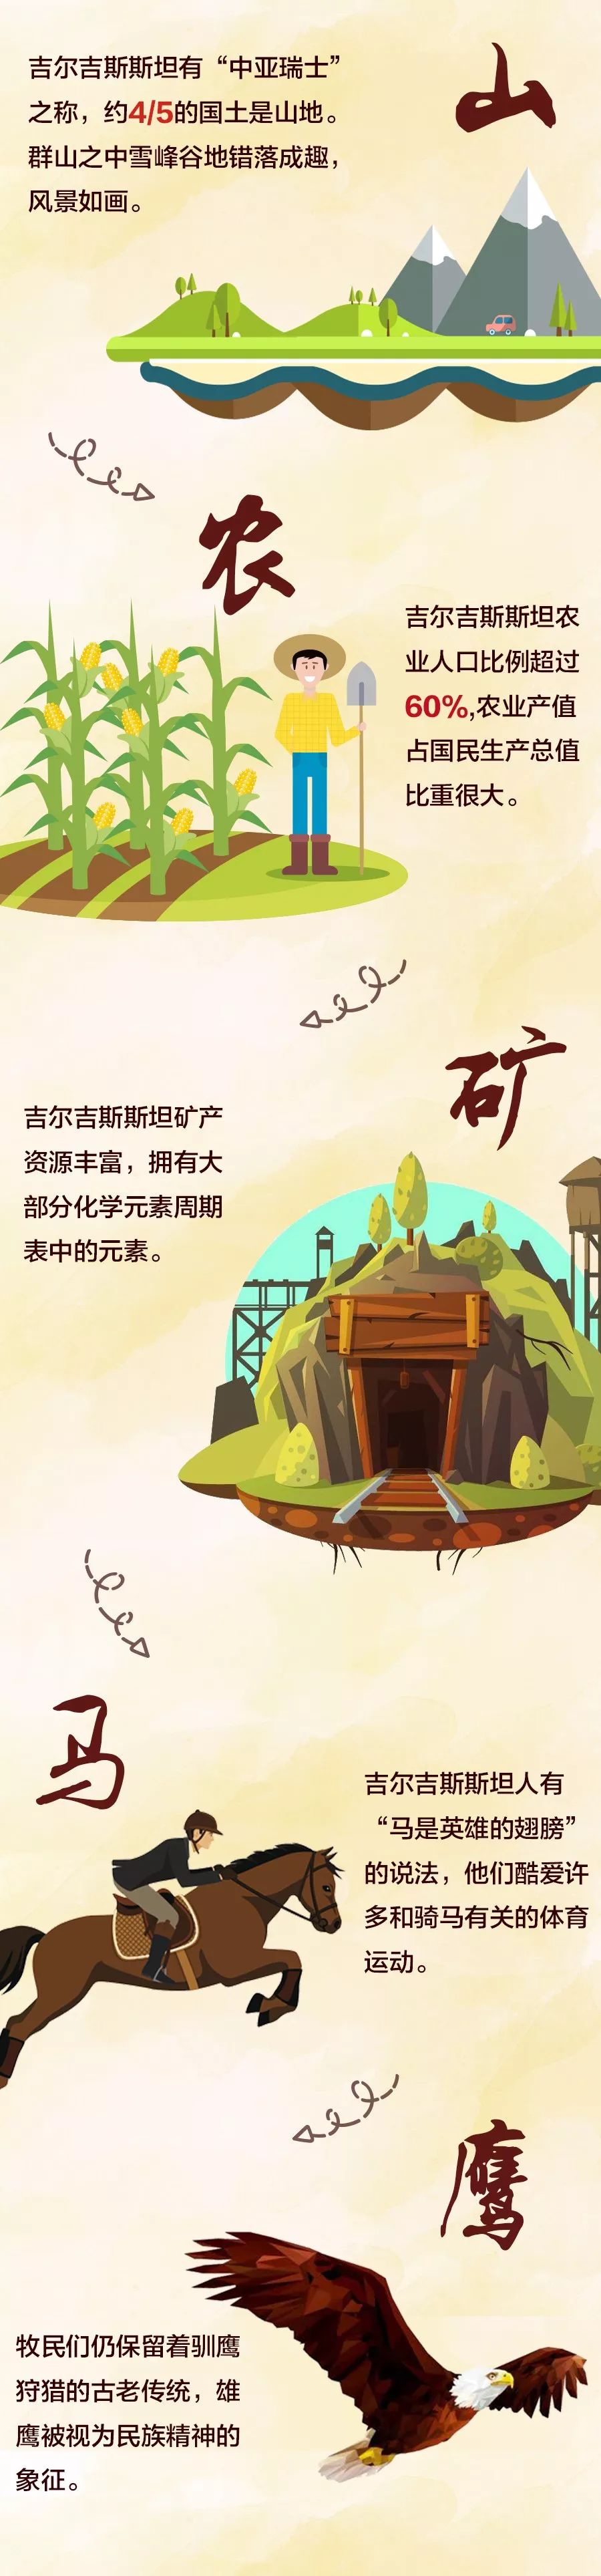 山
吉尔吉斯斯坦有“中亚瑞士”
之称，约4/5的国土是山地。
群山之中雪峰谷地错落成趣，
风景如画。
农
吉尔吉斯斯坦农
业人口比例超过
60%,农业产值
占国民生产总值
比重很大。
矿
吉尔吉斯斯坦矿产
资源丰富，拥有大
部分化学元素周期
表中的元素。
马
吉尔吉斯斯坦人有
“马是英雄的翅膀”
的说法，他们酷爱许
多和骑马有关的体育
运动。
鹰
牧民们仍保留着驯鹰
狩猎的古老传统，雄
鹰被视为民族精神的
象征。